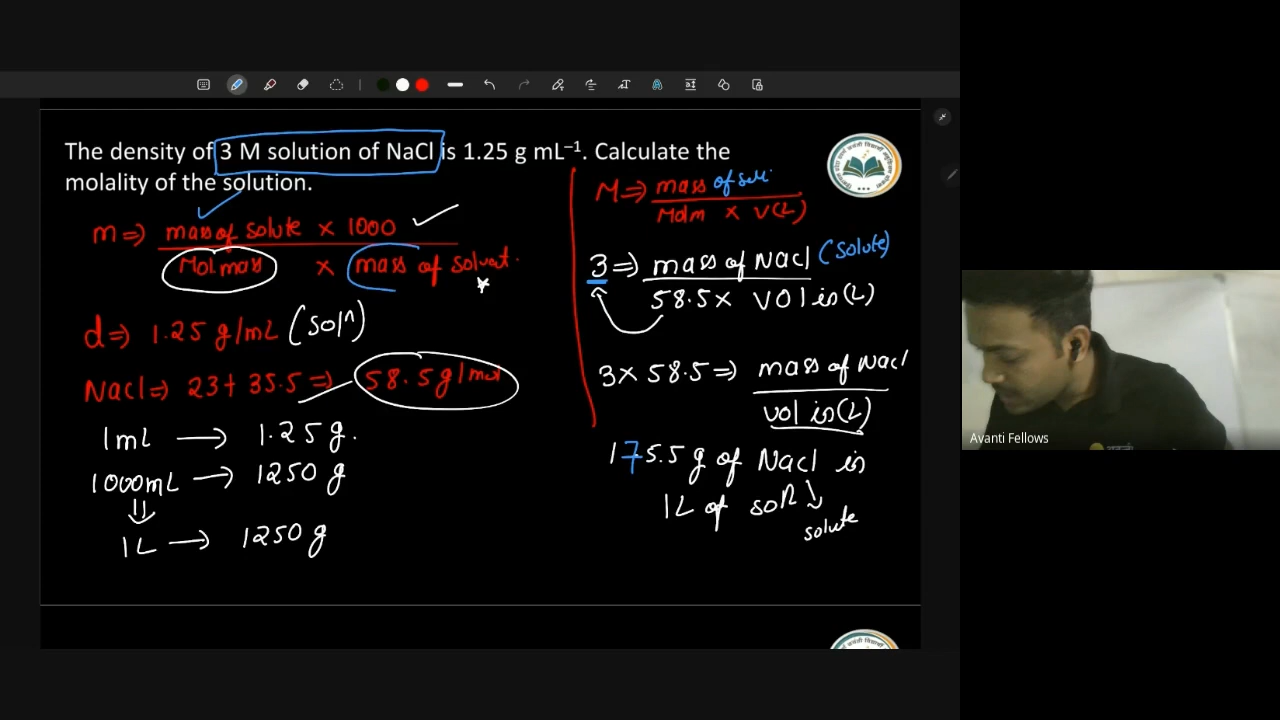 The density of 3 M solution of NaCl is 1.25 g mL⁻¹. Calculate the
molality of the solution.
m ⇒ mass of solute × 1000
Mol mass × mass of solvent.
d ⇒ 1.25 g/mL (solⁿ)
Nacl ⇒ 23 + 35.5 ⇒ 58.5 g/mol
1mL → 1.25 g.
1000mL → 1250 g
⇓
1L → 1250 g
M ⇒ mass of
Molm × V(L)
3 ⇒ mass of Nacl (solute)
58.5 × Vol in (L)
3 × 58.5 ⇒ mass of Nacl
vol in (L)
175.5 g of Nacl in
1L of solⁿ
solute
Avanti Fellows